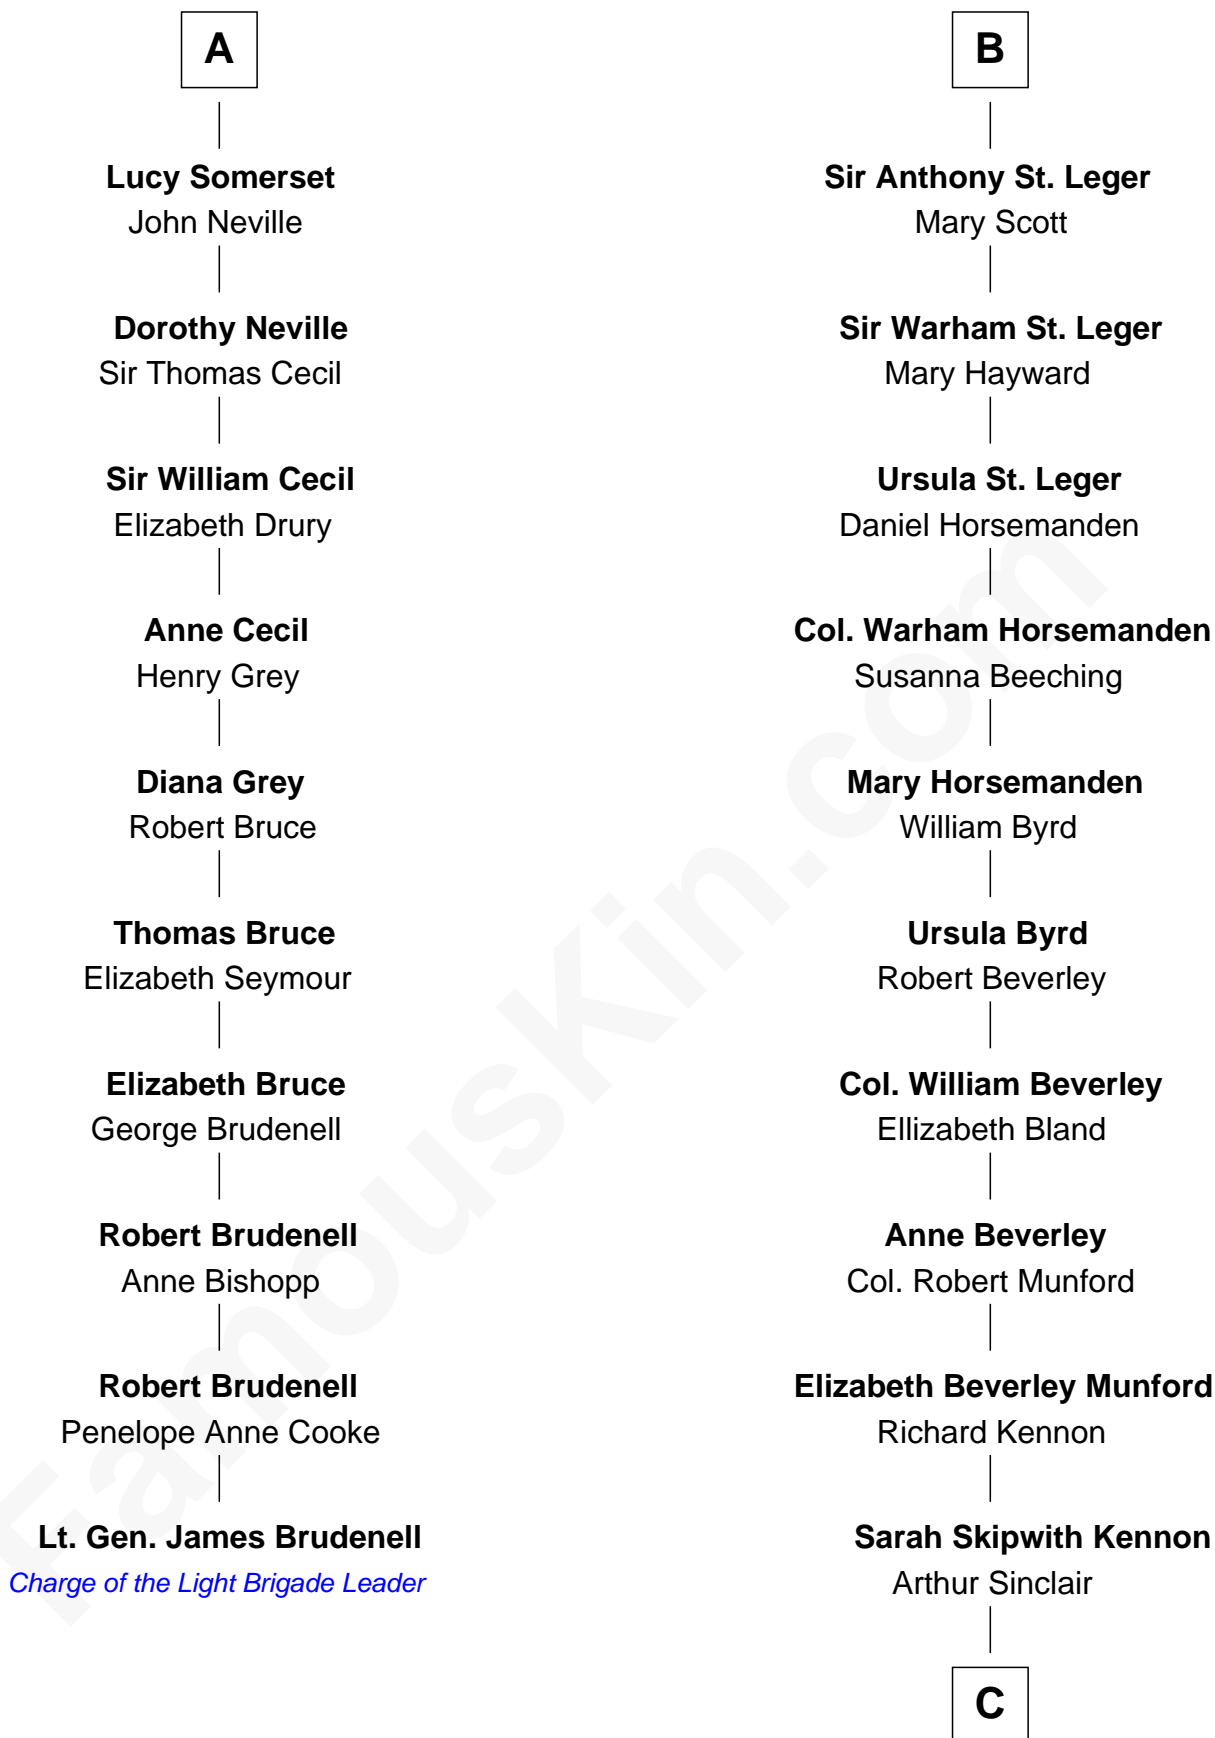 A
Lucy Somerset
John Neville
Dorothy Neville
Sir Thomas Cecil
Sir William Cecil
Elizabeth Drury
Anne Cecil
Henry Grey
Diana Grey
Robert Bruce
Thomas Bruce
Elizabeth Seymour
Elizabeth Bruce
George Brudenell
Robert Brudenell
Anne Bishopp
Robert Brudenell
Penelope Anne Cooke
Lt. Gen. James Brudenell
Charge of the Light Brigade Leader
B
Sir Anthony St. Leger
Mary Scott
Sir Warham St. Leger
Mary Hayward
Ursula St. Leger
Daniel Horsemanden
Col. Warham Horsemanden
Susanna Beeching
Mary Horsemanden
William Byrd
Ursula Byrd
Robert Beverley
Col. William Beverley
Ellizabeth Bland
Anne Beverley
Col. Robert Munford
Elizabeth Beverley Munford
Richard Kennon
Sarah Skipwith Kennon
Arthur Sinclair
C
FamousKin.com